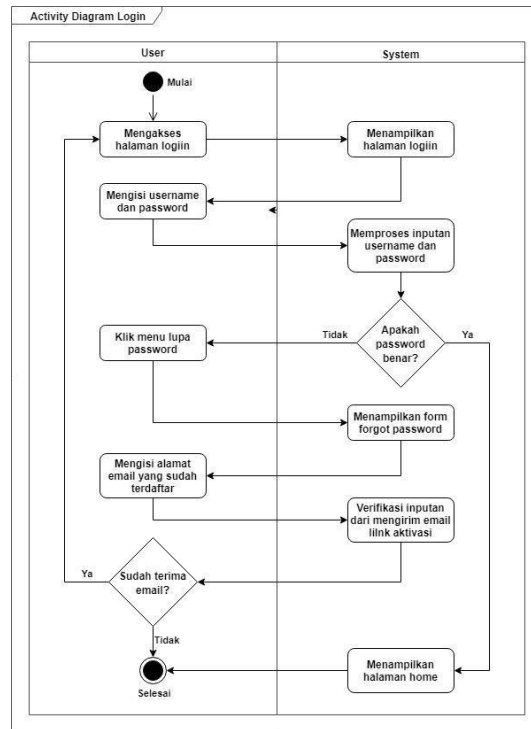 Activity Diagram Login
User
System
Mulai
Mengakses
halaman logiin
Menampilkan
halaman logiin
Mengisi username
dan password
Memproses inputan
username dan
password
Apakah
password
benar?
Tidak
Ya
Klik menu lupa
password
Menampilkan form
forgot password
Mengisi alamat
email yang sudah
terdaftar
Verifikasi inputan
dari mengirim email
lilnk aktivasi
Sudah terima
email?
Ya
Tidak
Menampilkan
halaman home
Selesai